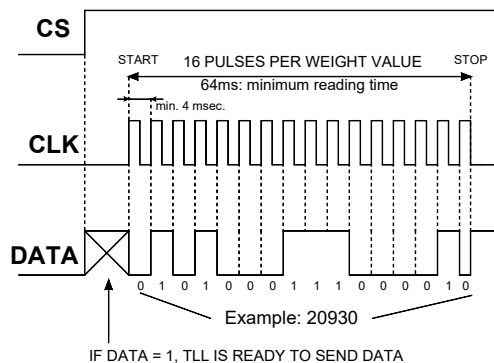 CS
START
16 PULSES PER WEIGHT VALUE
STOP
64ms: minimum reading time
min. 4 msec.
CLK
DATA
0 1 0 1 0 0 0 1 1 1 0 0 0 0 1 0
Example: 20930
IF DATA = 1, TLL IS READY TO SEND DATA